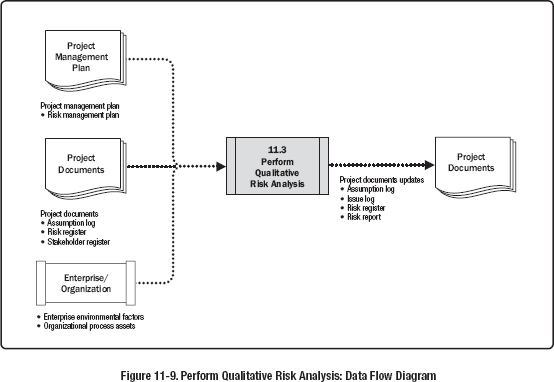 Project
Management
Plan
Project management plan
• Risk management plan
Project
Documents
Project documents
• Assumption log
• Risk register
• Stakeholder register
Enterprise/
Organization
• Enterprise environmental factors
• Organizational process assets
11.3
Perform
Qualitative
Risk Analysis
Project documents updates
• Assumption log
• Issue log
• Risk register
• Risk report
Project
Documents
Figure 11-9. Perform Qualitative Risk Analysis: Data Flow Diagram